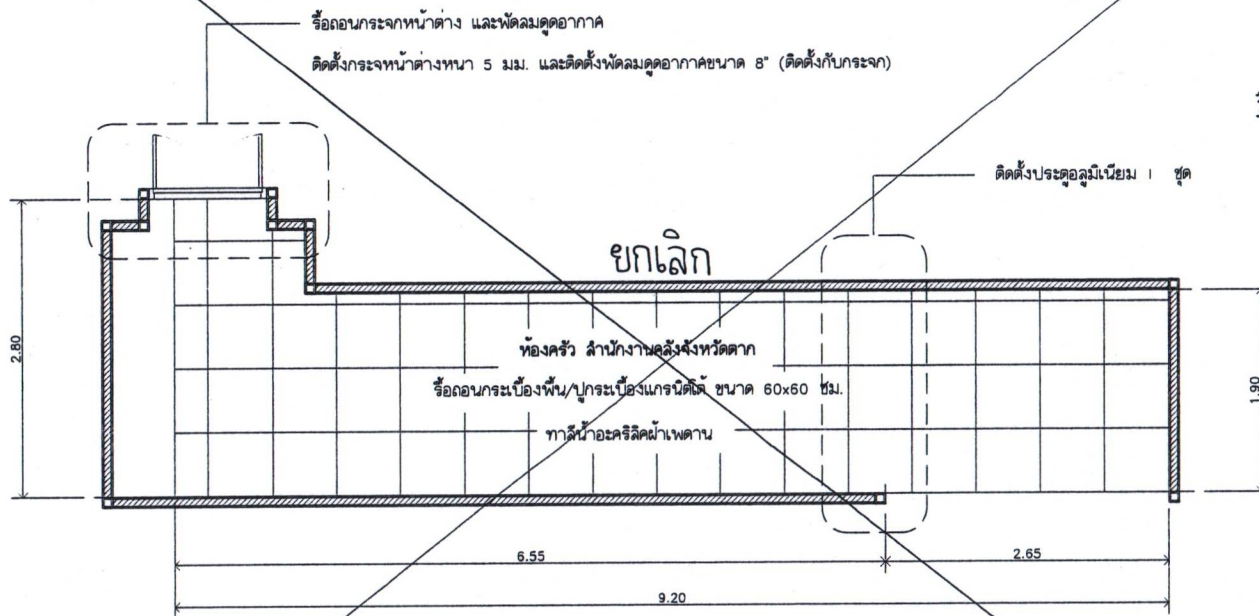 รื้อถอนกระจกหน้าต่าง และพัดลมดูดอากาศ
ติดตั้งกระจหน้าต่างหนา 5 มม. และติดตั้งพัดลมดูดอากาศขนาด 8" (ติดตั้งกับกระจก)
ติดตั้งประตูอลูมิเนียม 1 ชุด
ยกเลิก
2.80
ห้องครัว สำนักงานคลังจังหวัดตาก
รื้อถอนกระเบื้องพื้น/ปูกระเบื้องแกรนิตโต้ ขนาด 60x60 ซม.
1.90
ทาสีน้ำอะคริลิคฝ้าเพดาน
6.55
2.65
9.20